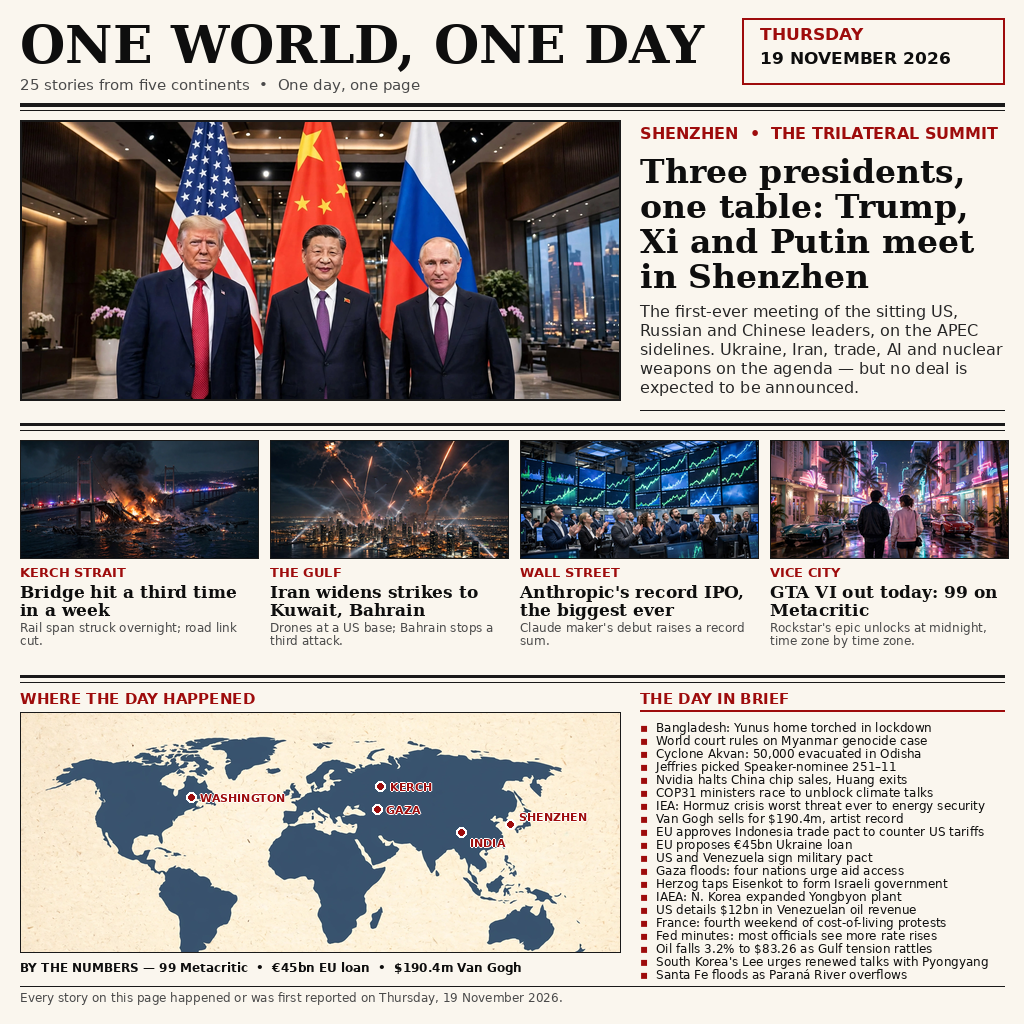 ONE WORLD, ONE DAY
25 stories from five continents • One day, one page
THURSDAY
19 NOVEMBER 2026
SHENZHEN • THE TRILATERAL SUMMIT
Three presidents,
one table: Trump,
Xi and Putin meet
in Shenzhen
The first-ever meeting of the sitting US,
Russian and Chinese leaders, on the APEC
sidelines. Ukraine, Iran, trade, AI and nuclear
weapons on the agenda — but no deal is
expected to be announced.
KERCH STRAIT
Bridge hit a third time
in a week
Rail span struck overnight; road link
cut.
THE GULF
Iran widens strikes to
Kuwait, Bahrain
Drones at a US base; Bahrain stops a
third attack.
WALL STREET
Anthropic's record IPO,
the biggest ever
Claude maker's debut raises a record
sum.
VICE CITY
GTA VI out today: 99 on
Metacritic
Rockstar's epic unlocks at midnight,
time zone by time zone.
WHERE THE DAY HAPPENED
KERCH
WASHINGTON
GAZA
SHENZHEN
INDIA
BY THE NUMBERS — 99 Metacritic • €45bn EU loan • $190.4m Van Gogh
THE DAY IN BRIEF
Bangladesh: Yunus home torched in lockdown
World court rules on Myanmar genocide case
Cyclone Akvan: 50,000 evacuated in Odisha
Jeffries picked Speaker-nominee 251–11
Nvidia halts China chip sales, Huang exits
COP31 ministers race to unblock climate talks
IEA: Hormuz crisis worst threat ever to energy security
Van Gogh sells for $190.4m, artist record
EU approves Indonesia trade pact to counter US tariffs
EU proposes €45bn Ukraine loan
US and Venezuela sign military pact
Gaza floods: four nations urge aid access
Herzog taps Eisenkot to form Israeli government
IAEA: N. Korea expanded Yongbyon plant
US details $12bn in Venezuelan oil revenue
France: fourth weekend of cost-of-living protests
Fed minutes: most officials see more rate rises
Oil falls 3.2% to $83.26 as Gulf tension rattles
South Korea's Lee urges renewed talks with Pyongyang
Santa Fe floods as Paraná River overflows
Every story on this page happened or was first reported on Thursday, 19 November 2026.